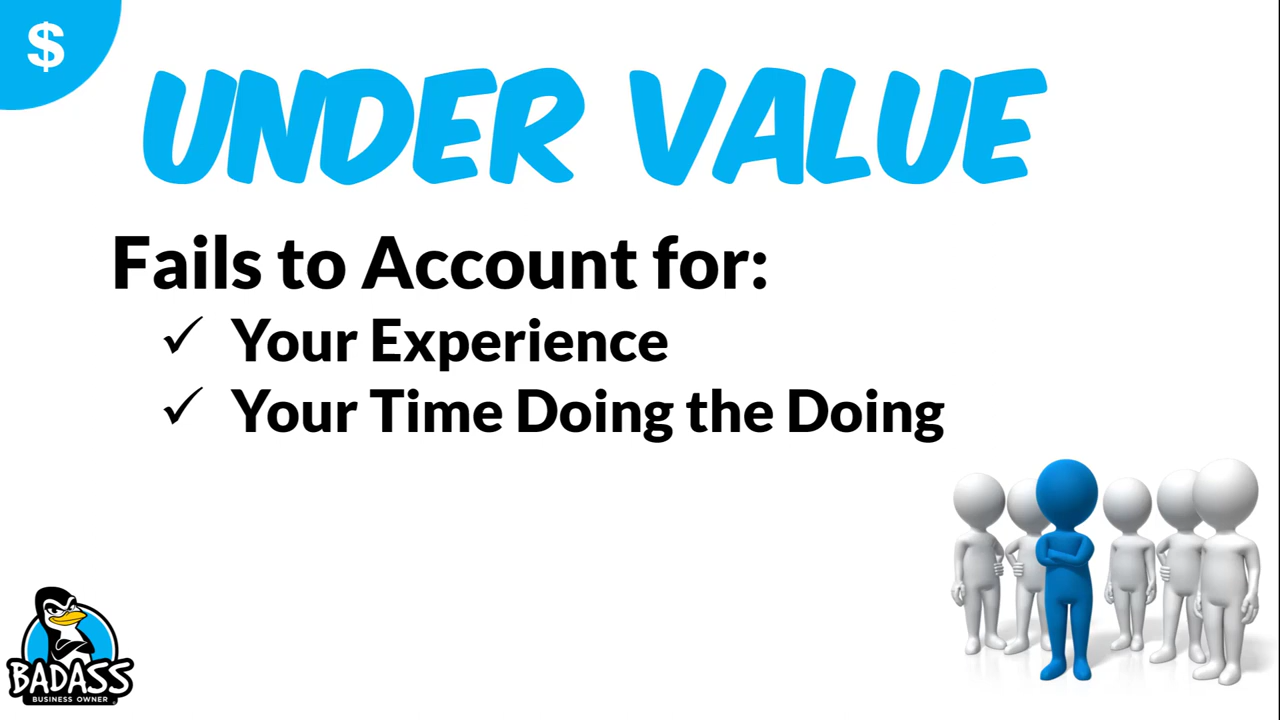 $
UNDER VALUE
Fails to Account for:
✓ Your Experience
✓ Your Time Doing the Doing
BADASS
BUSINESS OWNER